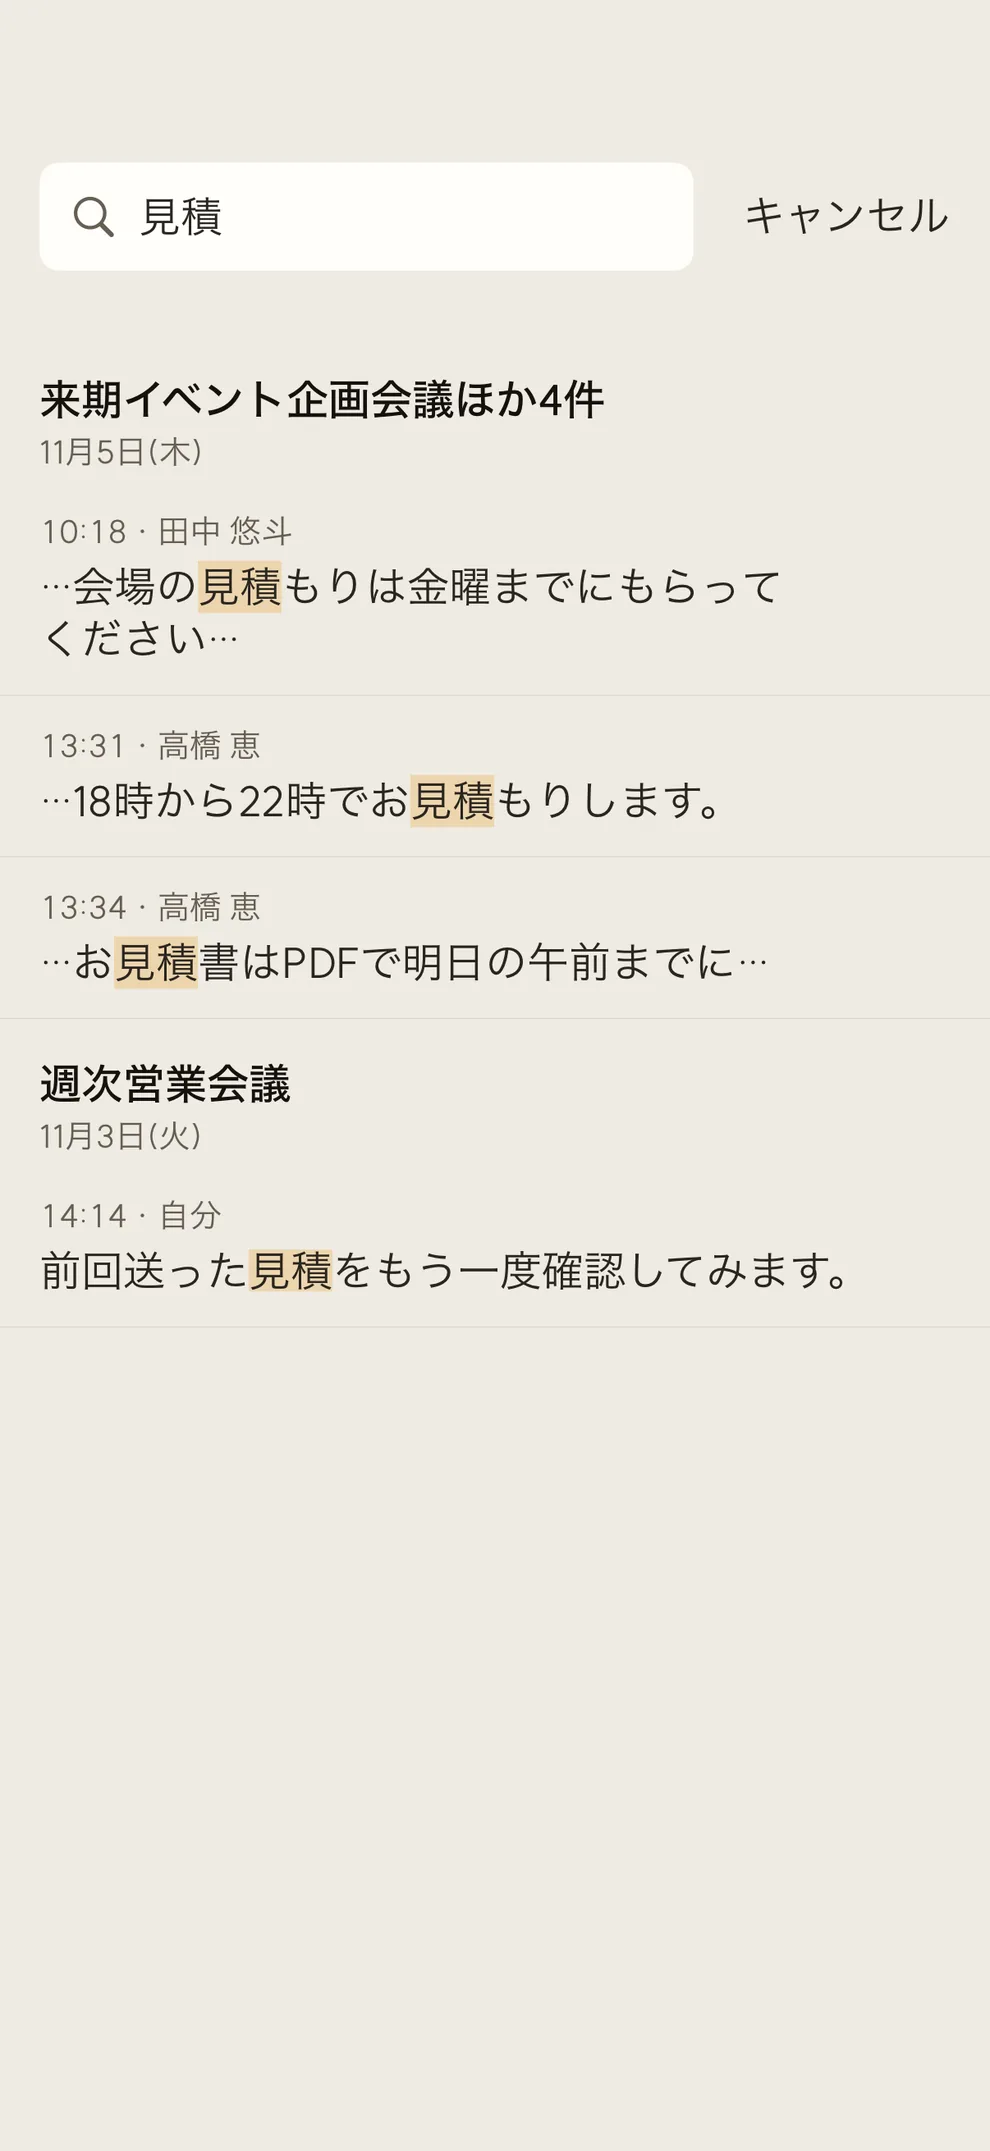 見積
キャンセル
来期イベント企画会議ほか4件
11月5日(木)
10:18 · 田中 悠斗
…会場の見積もりは金曜までにもらって
ください…
13:31 · 高橋 恵
…18時から22時でお見積もりします。
13:34 · 高橋 恵
…お見積書はPDFで明日の午前までに…
週次営業会議
11月3日(火)
14:14 · 自分
前回送った見積をもう一度確認してみます。